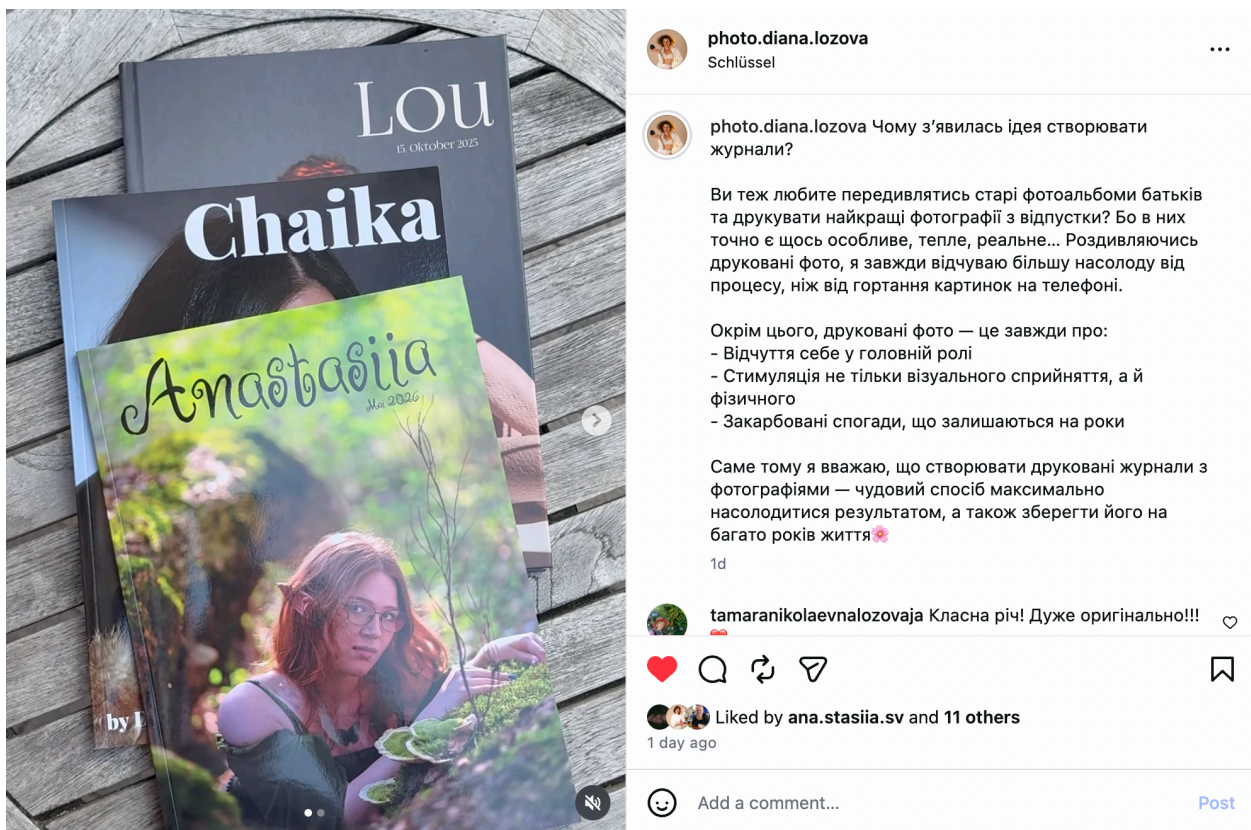 Lou
15. Oktober 2025
Chaika
Anastasiia
Mai 2026
by D
photo.diana.lozova
Schlüssel
photo.diana.lozova Чому з’явилась ідея створювати
журнали?
Ви теж любите передивлятись старі фотоальбоми батьків
та друкувати найкращі фотографії з відпустки? Бо в них
точно є щось особливе, тепле, реальне... Роздивляючись
друковані фото, я завжди відчуваю більшу насолоду від
процесу, ніж від гортання картинок на телефоні.
Окрім цього, друковані фото — це завжди про:
- Відчуття себе у головній ролі
- Стимуляція не тільки візуального сприйняття, а й
фізичного
- Закарбовані спогади, що залишаються на роки
Саме тому я вважаю, що створювати друковані журнали з
фотографіями — чудовий спосіб максимально
насолодитися результатом, а також зберегти його на
багато років життя🌸
1d
tamaranikolaevnalozovaja Класна річ! Дуже оригінально!!!
❤️
Liked by ana.stasiia.sv and 11 others
1 day ago
Add a comment...
Post